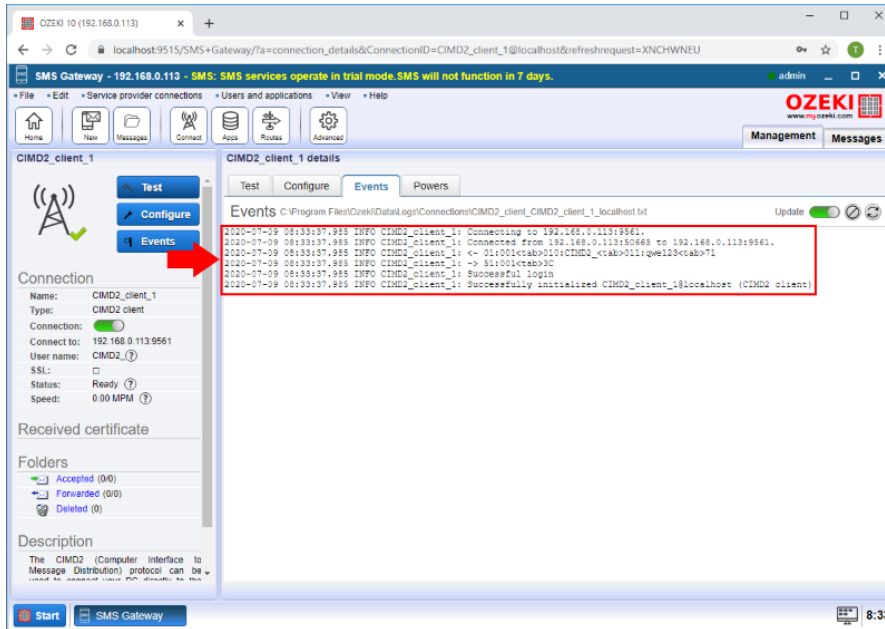 OZEKI 10 (192.168.0.113)
localhost:9515/SMS+Gateway/?a=connection_details&ConnectionID=CIMD2_client_1@localhost&refreshrequest=XNCHWNEU
T
SMS Gateway - 192.168.0.113 - SMS: SMS services operate in trial mode.SMS will not function in 7 days.
admin
File Edit Service provider connections Users and applications View Help
OZEKI
www.myozeki.com
Home New Messages Connect Apps Routes Advanced
Management Messages
CIMD2_client_1
CIMD2_client_1 details
Test
Configure
Events
Test Configure Events Powers
Events C:\Program Files\Ozeki\Data\Logs\Connections\CIMD2_client_CIMD2_client_1_localhost.txt
Update
2020-07-09 08:33:37.985 INFO CIMD2_client_1: Connecting to 192.168.0.113:9561.
2020-07-09 08:33:37.985 INFO CIMD2_client_1: Connected from 192.168.0.113:50665 to 192.168.0.113:9561.
2020-07-09 08:33:37.985 INFO CIMD2_client_1: <- 01:001<tab>010:CIMD2_<tab>011:qwe123<tab>71
2020-07-09 08:33:37.985 INFO CIMD2_client_1: -> 51:001<tab>3C
2020-07-09 08:33:37.985 INFO CIMD2_client_1: Successful login
2020-07-09 08:33:37.985 INFO CIMD2_client_1: Successfully initialized CIMD2_client_1@localhost (CIMD2 client)
Connection
Name: CIMD2_client_1
Type: CIMD2 client
Connection:
Connect to: 192.168.0.113:9561
User name: CIMD2_ (?)
SSL:
Status: Ready (?)
Speed: 0.00 MPM (?)
Received certificate
Folders
Accepted (0/0)
Forwarded (0/0)
Deleted (0)
Description
The CIMD2 (Computer Interface to
Message Distribution) protocol can be
Start
SMS Gateway
8:3